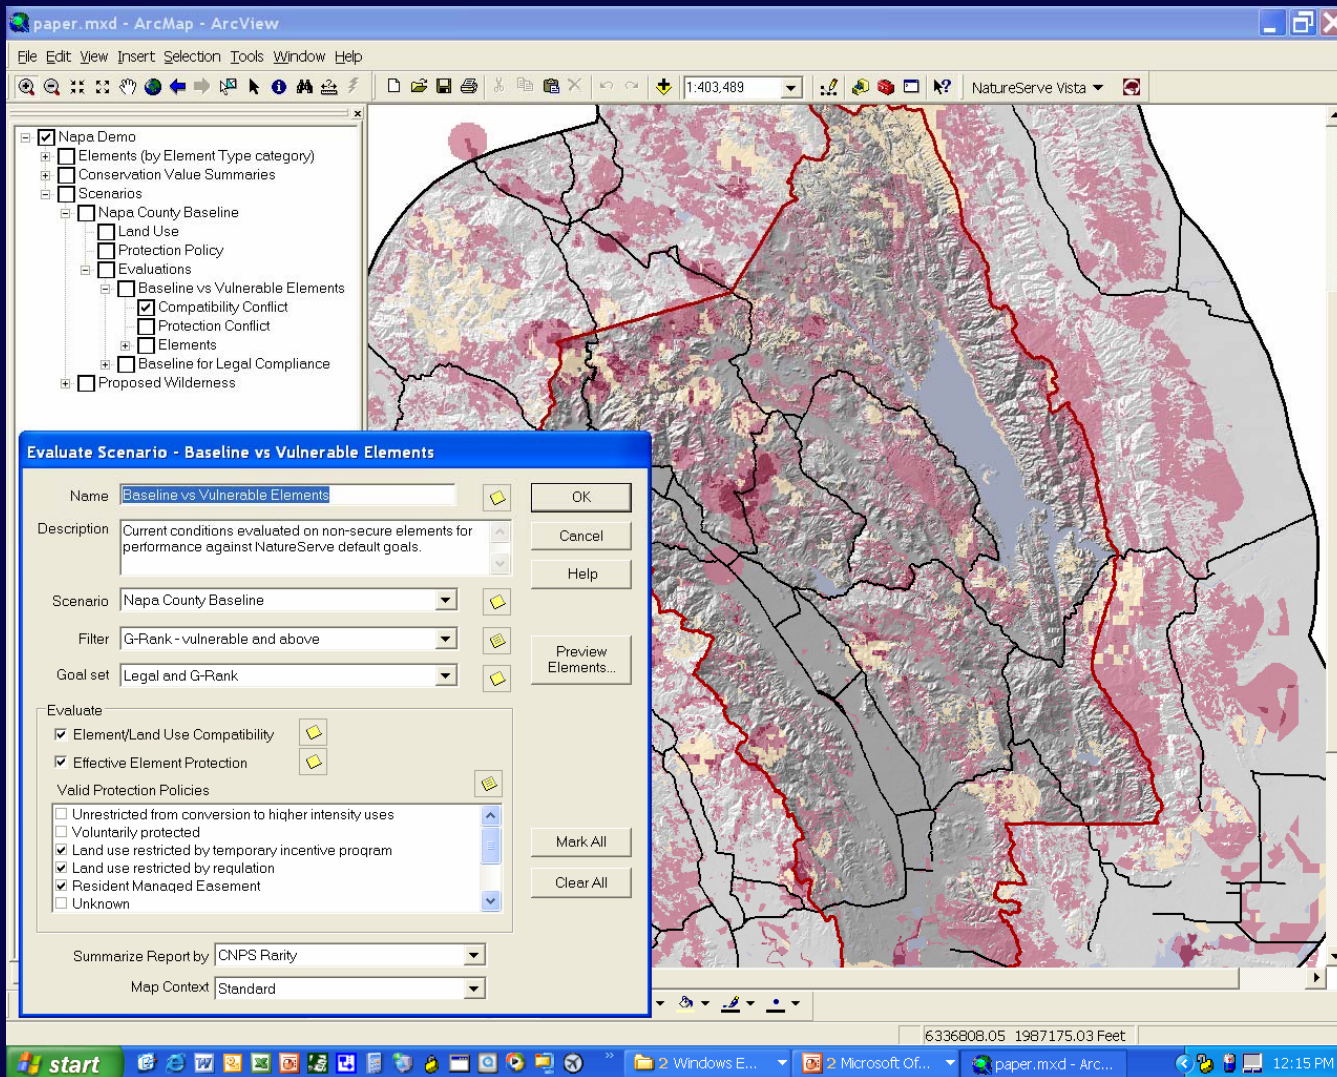 paper.mxd - ArcMap - ArcView
File Edit View Insert Selection Tools Window Help
1:403,489
NatureServe Vista
Napa Demo
Elements (by Element Type category)
Conservation Value Summaries
Scenarios
Napa County Baseline
Land Use
Protection Policy
Evaluations
Baseline vs Vulnerable Elements
Compatibility Conflict
Protection Conflict
Elements
Baseline for Legal Compliance
Proposed Wilderness
Evaluate Scenario - Baseline vs Vulnerable Elements
Name Baseline vs Vulnerable Elements
OK
Description Current conditions evaluated on non-secure elements for
performance against NatureServe default goals.
Cancel
Help
Scenario Napa County Baseline
Filter G-Rank - vulnerable and above
Preview
Elements...
Goal set Legal and G-Rank
Evaluate
Element/Land Use Compatibility
Effective Element Protection
Valid Protection Policies
Unrestricted from conversion to higher intensity uses
Voluntarily protected
Land use restricted by temporary incentive program
Land use restricted by regulation
Resident Managed Easement
Unknown
Mark All
Clear All
Summarize Report by CNPS Rarity
Map Context Standard
6336808.05 1987175.03 Feet
start
2 Windows E...
2 Microsoft Of...
paper.mxd - Arc...
12:15 PM